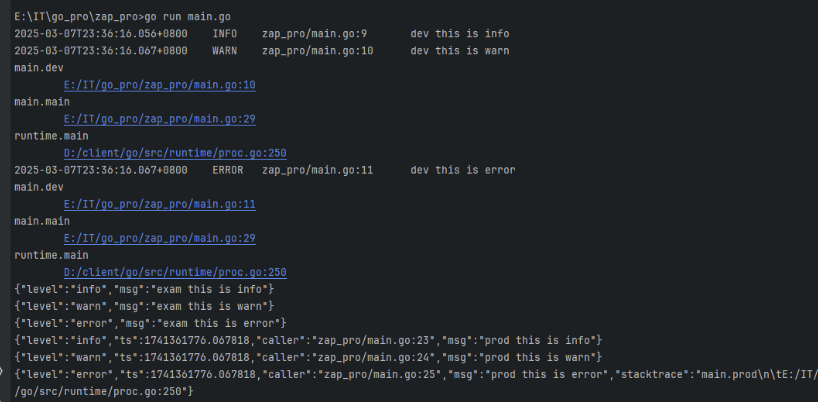 E:\IT\go_pro\zap_pro>go run main.go
2025-03-07T23:36:16.056+0800    INFO    zap_pro/main.go:9       dev this is info
2025-03-07T23:36:16.067+0800    WARN    zap_pro/main.go:10      dev this is warn
main.dev
        E:/IT/go_pro/zap_pro/main.go:10
main.main
        E:/IT/go_pro/zap_pro/main.go:29
runtime.main
        D:/client/go/src/runtime/proc.go:250
2025-03-07T23:36:16.067+0800    ERROR   zap_pro/main.go:11      dev this is error
main.dev
        E:/IT/go_pro/zap_pro/main.go:11
main.main
        E:/IT/go_pro/zap_pro/main.go:29
runtime.main
        D:/client/go/src/runtime/proc.go:250
{"level":"info","msg":"exam this is info"}
{"level":"warn","msg":"exam this is warn"}
{"level":"error","msg":"exam this is error"}
{"level":"info","ts":1741361776.067818,"caller":"zap_pro/main.go:23","msg":"prod this is info"}
{"level":"warn","ts":1741361776.067818,"caller":"zap_pro/main.go:24","msg":"prod this is warn"}
{"level":"error","ts":1741361776.067818,"caller":"zap_pro/main.go:25","msg":"prod this is error","stacktrace":"main.prod\n\tE:/IT/
/go/src/runtime/proc.go:250"}